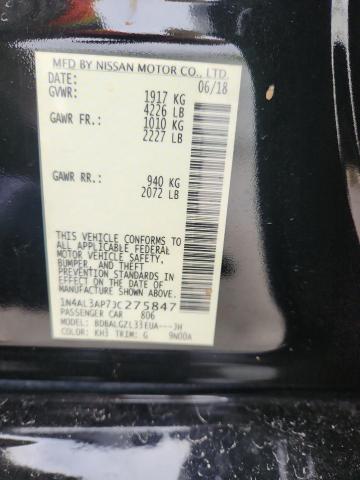 MFD BY NISSAN MOTOR CO., LTD.
DATE: 06/18
GVWR: 1917 KG
4226 LB
GAWR FR: 1010 KG
2227 LB
GAWR RR: 940 KG
2072 LB
THIS VEHICLE CONFORMS TO
ALL APPLICABLE FEDERAL
MOTOR VEHICLE SAFETY,
BUMPER, AND THEFT
PREVENTION STANDARDS IN
EFFECT ON THE DATE OF
MANUFACTURE SHOWN ABOVE.
1N4AL3AP7JC275847
PASSENGER CAR 806
MODEL: BDBALGZL33EUA---JH
COLOR: KH3 TRIM: G 9N00A